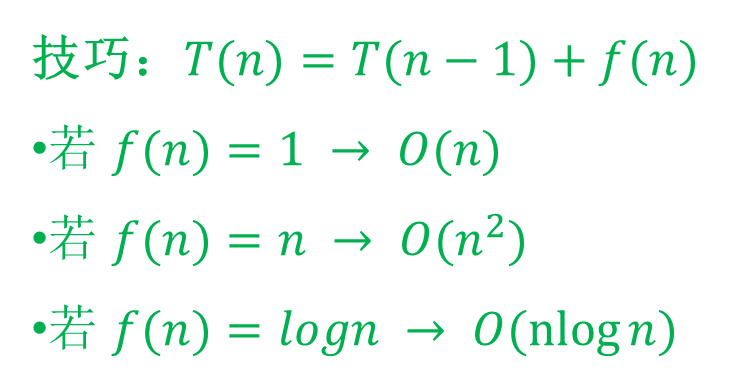 技巧：T(n) = T(n − 1) + f(n)
•若 f(n) = 1 → O(n)
•若 f(n) = n → O(n²)
•若 f(n) = logn → O(nlog n)